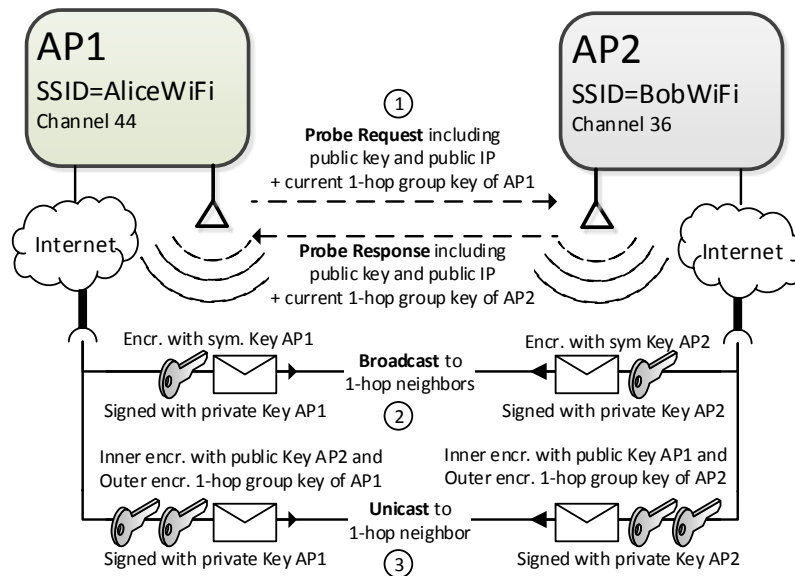 AP1
SSID=AliceWiFi
Channel 44
AP2
SSID=BobWiFi
Channel 36
1
Probe Request including
public key and public IP
+ current 1-hop group key of AP1
Internet
Internet
Probe Response including
public key and public IP
+ current 1-hop group key of AP2
Encr. with sym. Key AP1
Signed with private Key AP1
Broadcast to
1-hop neighbors
2
Encr. with sym Key AP2
Signed with private Key AP2
Inner encr. with public Key AP2 and
Outer encr. 1-hop group key of AP1
Signed with private Key AP1
Unicast to
1-hop neighbor
3
Inner encr. with public Key AP1 and
Outer encr. 1-hop group key of AP2
Signed with private Key AP2